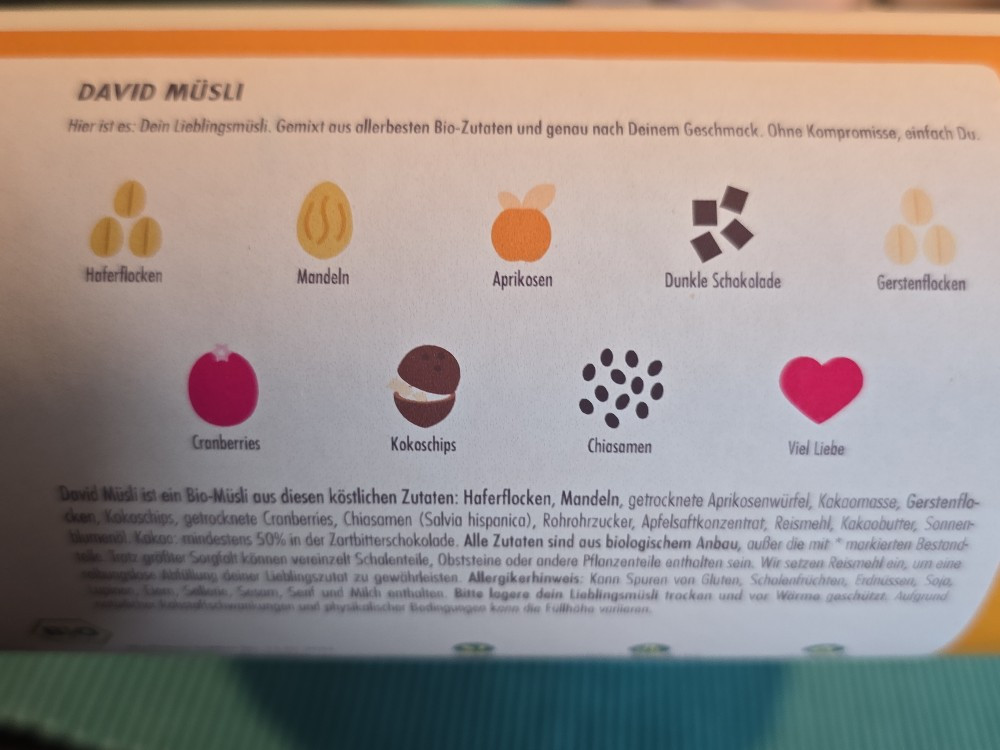 DAVID MÜSLI
Hier ist es: Dein Lieblingsmüsli. Gemixt aus allerbesten Bio-Zutaten und genau nach Deinem Geschmack. Ohne Kompromisse, einfach Du.
Haferflocken Mandeln Aprikosen Dunkle Schokolade Gerstenflocken
Cranberries Kokoschips Chiasamen Viel Liebe
David Müsli ist ein Bio-Müsli aus diesen köstlichen Zutaten: Haferflocken, Mandeln, getrocknete Aprikosenwürfel, Kakaomasse, Gerstenflo-
cken, Kokoschips, getrocknete Cranberries, Chiasamen (Salvia hispanica), Rohrohrzucker, Apfelsaftkonzentrat, Reismehl, Kakaobutter, Sonnen-
blumenöl. Kakao: mindestens 50% in der Zartbitterschokolade. Alle Zutaten sind aus biologischem Anbau, außer die mit * markierten Bestand-
teile. Trotz größter Sorgfalt können vereinzelt Schalenteile, Obststeine oder andere Pflanzenteile enthalten sein. Wir setzen Reismehl ein, um eine
reibungslose Abfüllung deiner Lieblingszutat zu gewährleisten. Allergikerhinweis: Kann Spuren von Gluten, Schalenfrüchten, Erdnüssen, Soja,
Eiern, Sellerie, Sesam, Senf und Milch enthalten. Bitte lagere dein Lieblingsmüsli trocken und vor Wärme geschützt. Aufgrund
und physikalischer Bedingungen kann die Füllhöhe variieren.